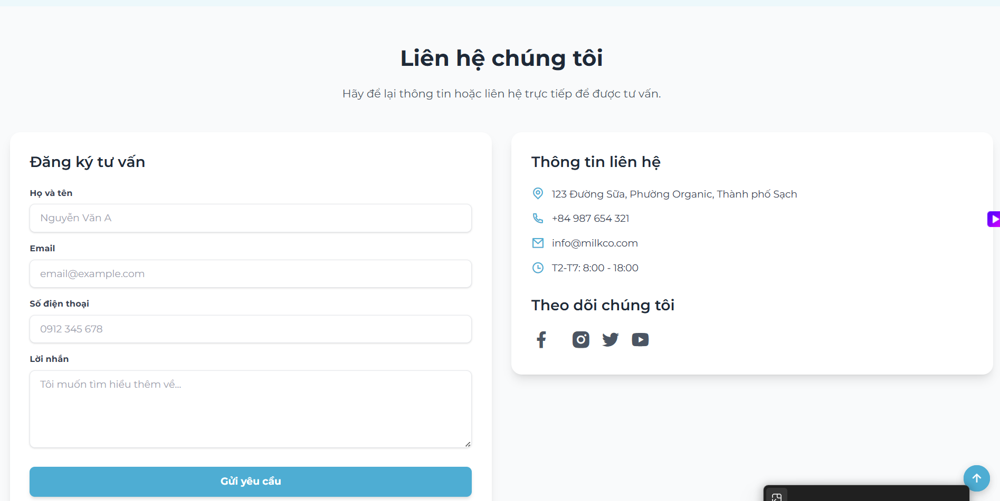 Liên hệ chúng tôi
Hãy để lại thông tin hoặc liên hệ trực tiếp để được tư vấn.
Đăng ký tư vấn
Họ và tên
Nguyễn Văn A
Email
email@example.com
Số điện thoại
0912 345 678
Lời nhắn
Tôi muốn tìm hiểu thêm về...
Gửi yêu cầu
Thông tin liên hệ
123 Đường Sữa, Phường Organic, Thành phố Sạch
+84 987 654 321
info@milkco.com
T2-T7: 8:00 - 18:00
Theo dõi chúng tôi